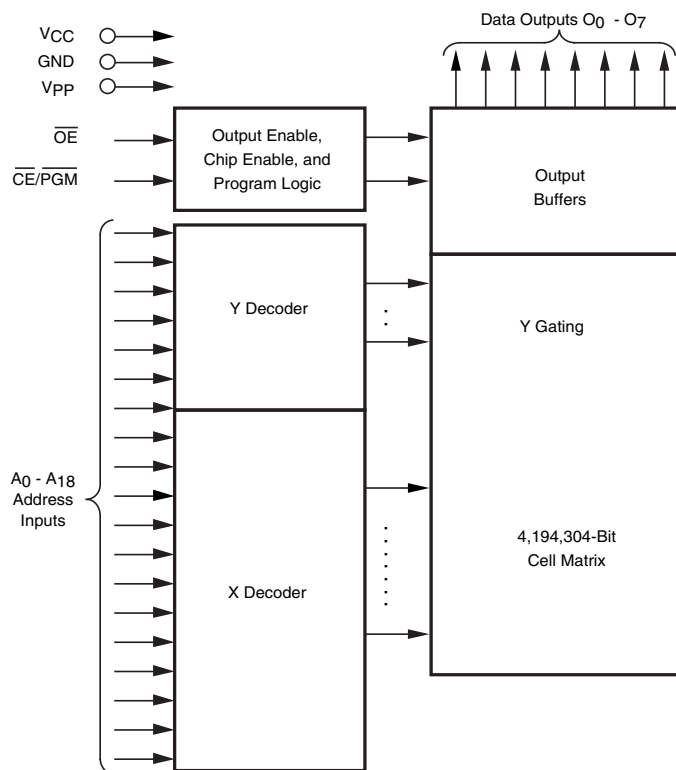 Data Outputs O0 - O7
VCC
GND
VPP
OE
CE/PGM
Output Enable,
Chip Enable, and
Program Logic
Output
Buffers
Y Decoder
Y Gating
A0 - A18
Address
Inputs
X Decoder
4,194,304-Bit
Cell Matrix